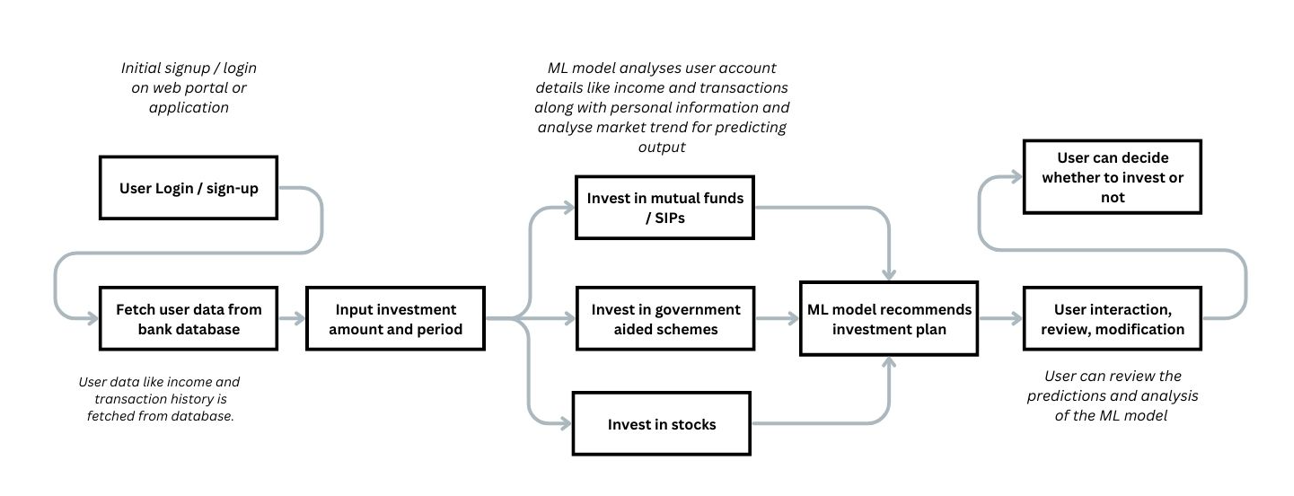 Initial signup / login
on web portal or
application
ML model analyses user account
details like income and transactions
along with personal information and
analyse market trend for predicting
output
User Login / sign-up
Invest in mutual funds
/ SIPs
User can decide
whether to invest or
not
Fetch user data from
bank database
Input investment
amount and period
Invest in government
aided schemes
ML model recommends
investment plan
User interaction,
review, modification
User data like income and
transaction history is
fetched from database.
Invest in stocks
User can review the
predictions and analysis
of the ML model